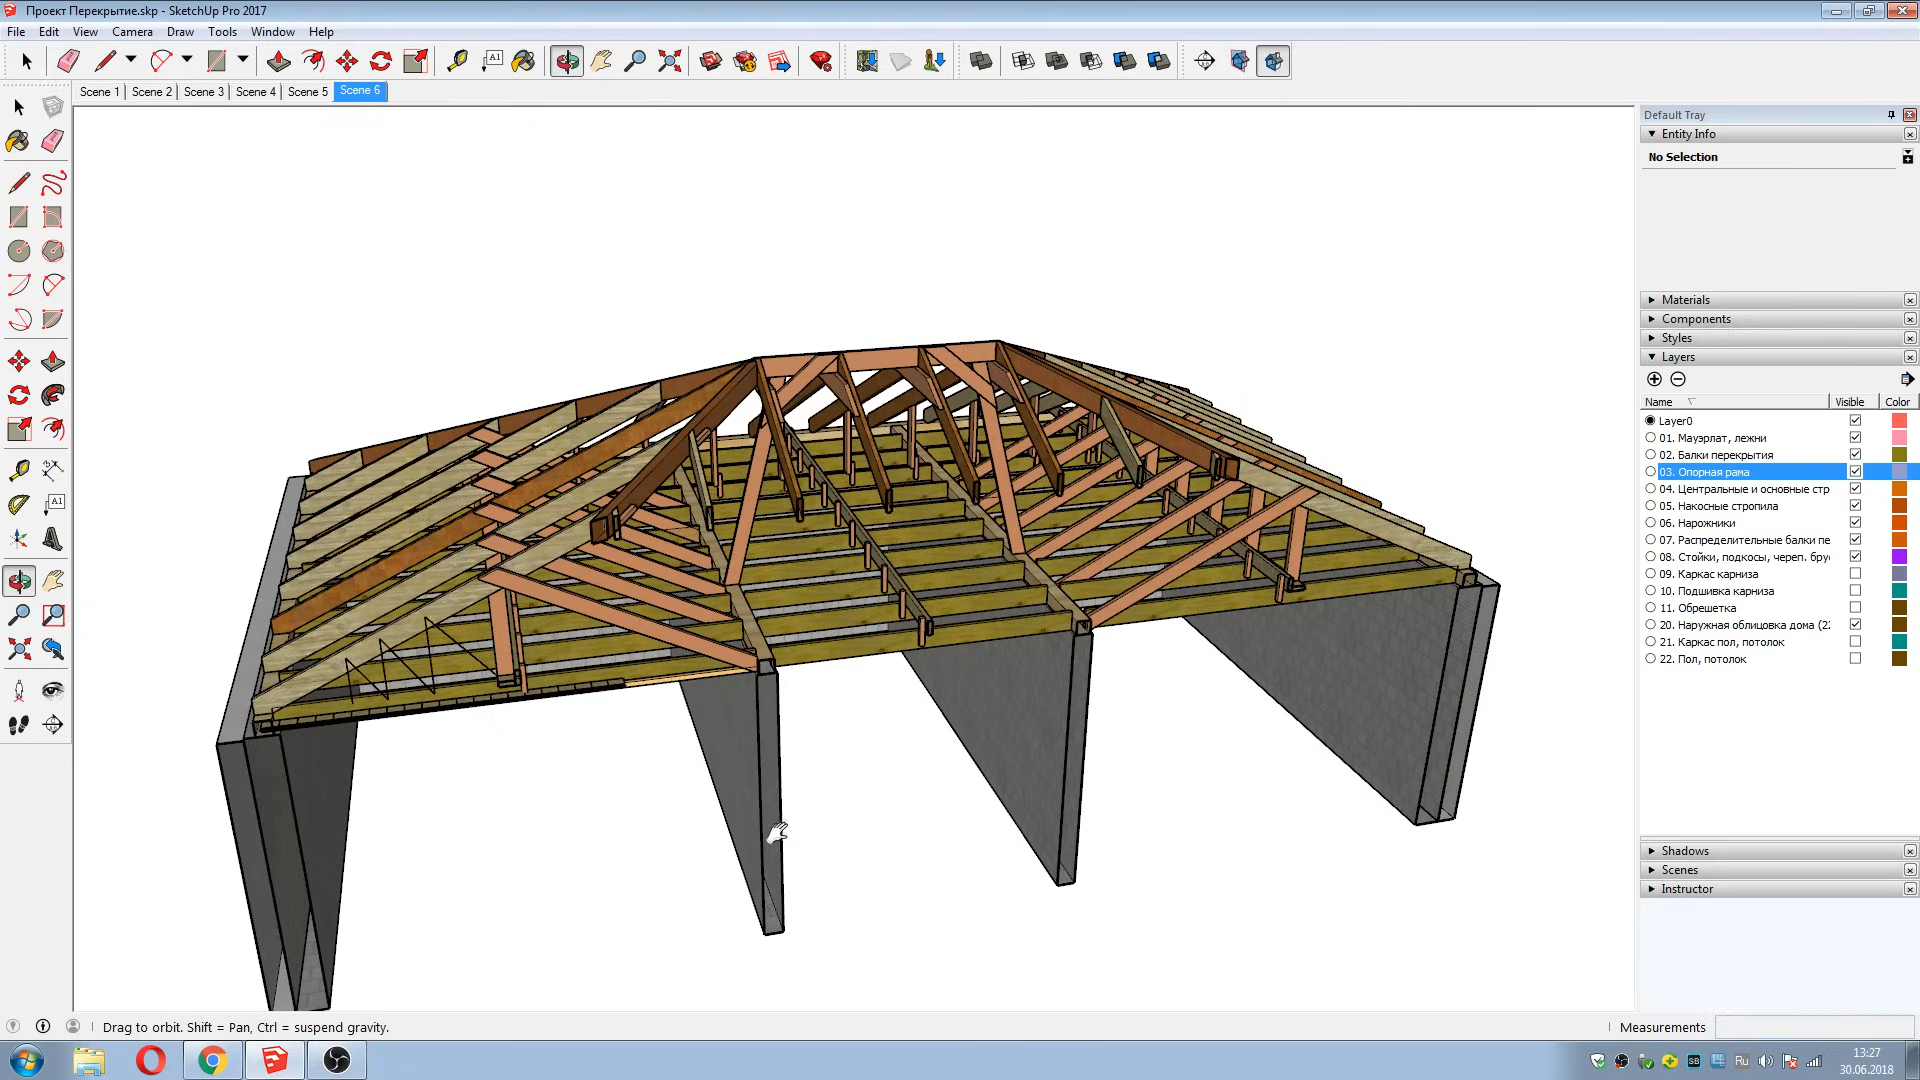 Проект Перекрытие.skp - SketchUp Pro 2017
File Edit View Camera Draw Tools Window Help
A1
Scene 1 Scene 2 Scene 3 Scene 4 Scene 5 Scene 6
A1
Default Tray
Entity Info
No Selection
Materials
Components
Styles
Layers
Name Visible Color
Layer0
01. Мауэрлат, лежни
02. Балки перекрытия
03. Опорная рама
04. Центральные и основные стр
05. Накосные стропила
06. Нарожники
07. Распределительные балки пе
08. Стойки, подкосы, череп. брус
09. Каркас карниза
10. Подшивка карниза
11. Обрешетка
20. Наружная облицовка дома (22
21. Каркас пол, потолок
22. Пол, потолок
Shadows
Scenes
Instructor
Drag to orbit. Shift = Pan, Ctrl = suspend gravity.
Measurements
Ru
13:27
30.06.2018